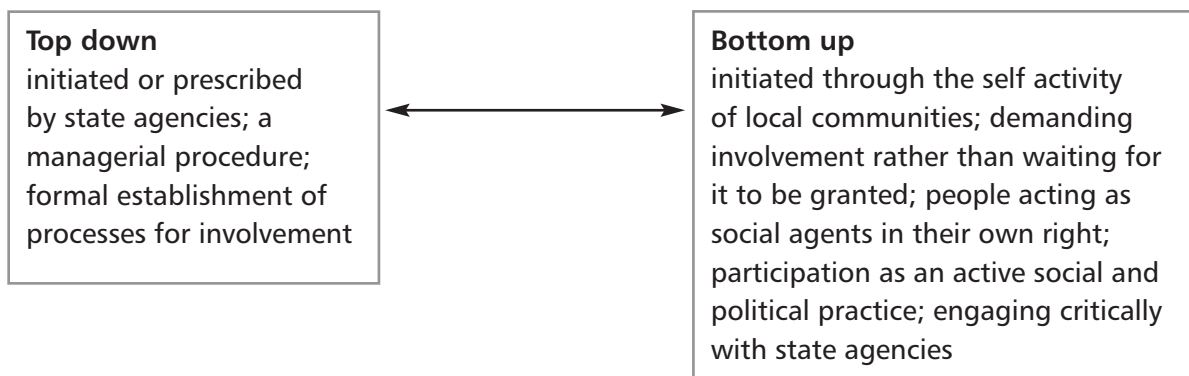 Top down
initiated or prescribed
by state agencies; a
managerial procedure;
formal establishment of
processes for involvement
Bottom up
initiated through the self activity
of local communities; demanding
involvement rather than waiting for
it to be granted; people acting as
social agents in their own right;
participation as an active social and
political practice; engaging critically
with state agencies